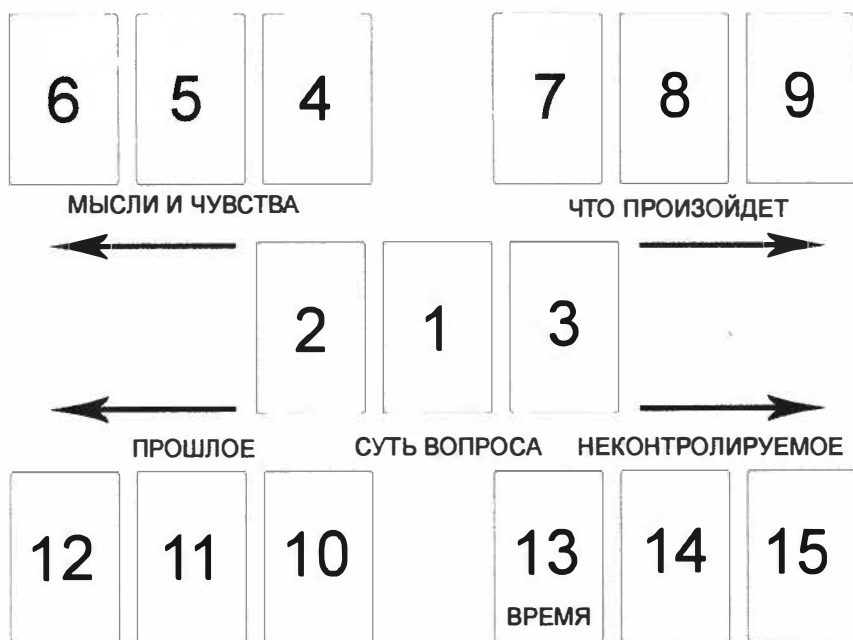 6 5 4 7 8 9
МЫСЛИ И ЧУВСТВА ЧТО ПРОИЗОЙДЕТ
2 1 3
ПРОШЛОЕ СУТЬ ВОПРОСА НЕКОНТРОЛИРУЕМОЕ
12 11 10 13 14 15
ВРЕМЯ